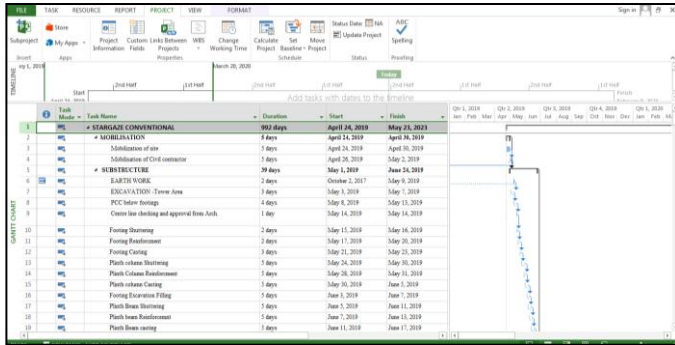 FILE TASK RESOURCE REPORT PROJECT VIEW FORMAT Sign in
Subproject Store My Apps Project Information Custom Fields Links Between Projects WBS Change Working Time Calculate Project Set Baseline Move Project Status Date: NA Update Project ABC Spelling
Insert Apps Properties Schedule Status Proofing
March 20, 2020
Today
TIMELINE Start 2nd Half 1st Half 2nd Half 1st Half 2nd Half 1st Half Finish
Add tasks with dates to the timeline
Task Mode Task Name Duration Start Finish Qtr 1, 2019 Qtr 2, 2019 Qtr 3, 2019 Qtr 4, 2019 Qtr 1, 2020
Jan Feb Mar Apr May Jun Jul Aug Sep Oct Nov Dec Jan Feb
1 STARGAZE CONVENTIONAL 992 days April 24, 2019 May 23, 2023
2 MOBILISATION April 24, 2019 April 30, 2019
3 Mobilization of site 5 days April 24, 2019 April 30, 2019
4 Mobilization of Civil contractor 5 days April 26, 2019 May 2, 2019
5 SUBSTRUCTURE 39 days May 1, 2019 June 24, 2019
6 EARTH WORK 2 days October 2, 2017 May 9, 2019
7 EXCAVATION -Tower Area 3 days May 3, 2019 May 7, 2019
8 PCC below footings 4 days May 8, 2019 May 13, 2019
9 Centre line checking and approval from Arch. 1 day May 14, 2019 May 14, 2019
10 Footing Shuttering 2 days May 15, 2019 May 16, 2019
11 Footing Reinforcement 2 days May 17, 2019 May 20, 2019
12 Footing Casting 3 days May 21, 2019 May 23, 2019
13 Plinth column Shuttering 5 days May 24, 2019 May 30, 2019
14 Plinth Column Reinforcement May 28, 2019 May 31, 2019
15 Plinth column Casting May 30, 2019 June 5, 2019
16 Footing Excavation Filling 5 days June 3, 2019 June 7, 2019
17 Plinth Beam Shuttering 5 days June 5, 2019 June 11, 2019
18 Plinth beam Reinforcement 5 days June 7, 2019 June 13, 2019
19 Plinth Beam casting 5 days June 11, 2019 June 17, 2019
GANTT CHART